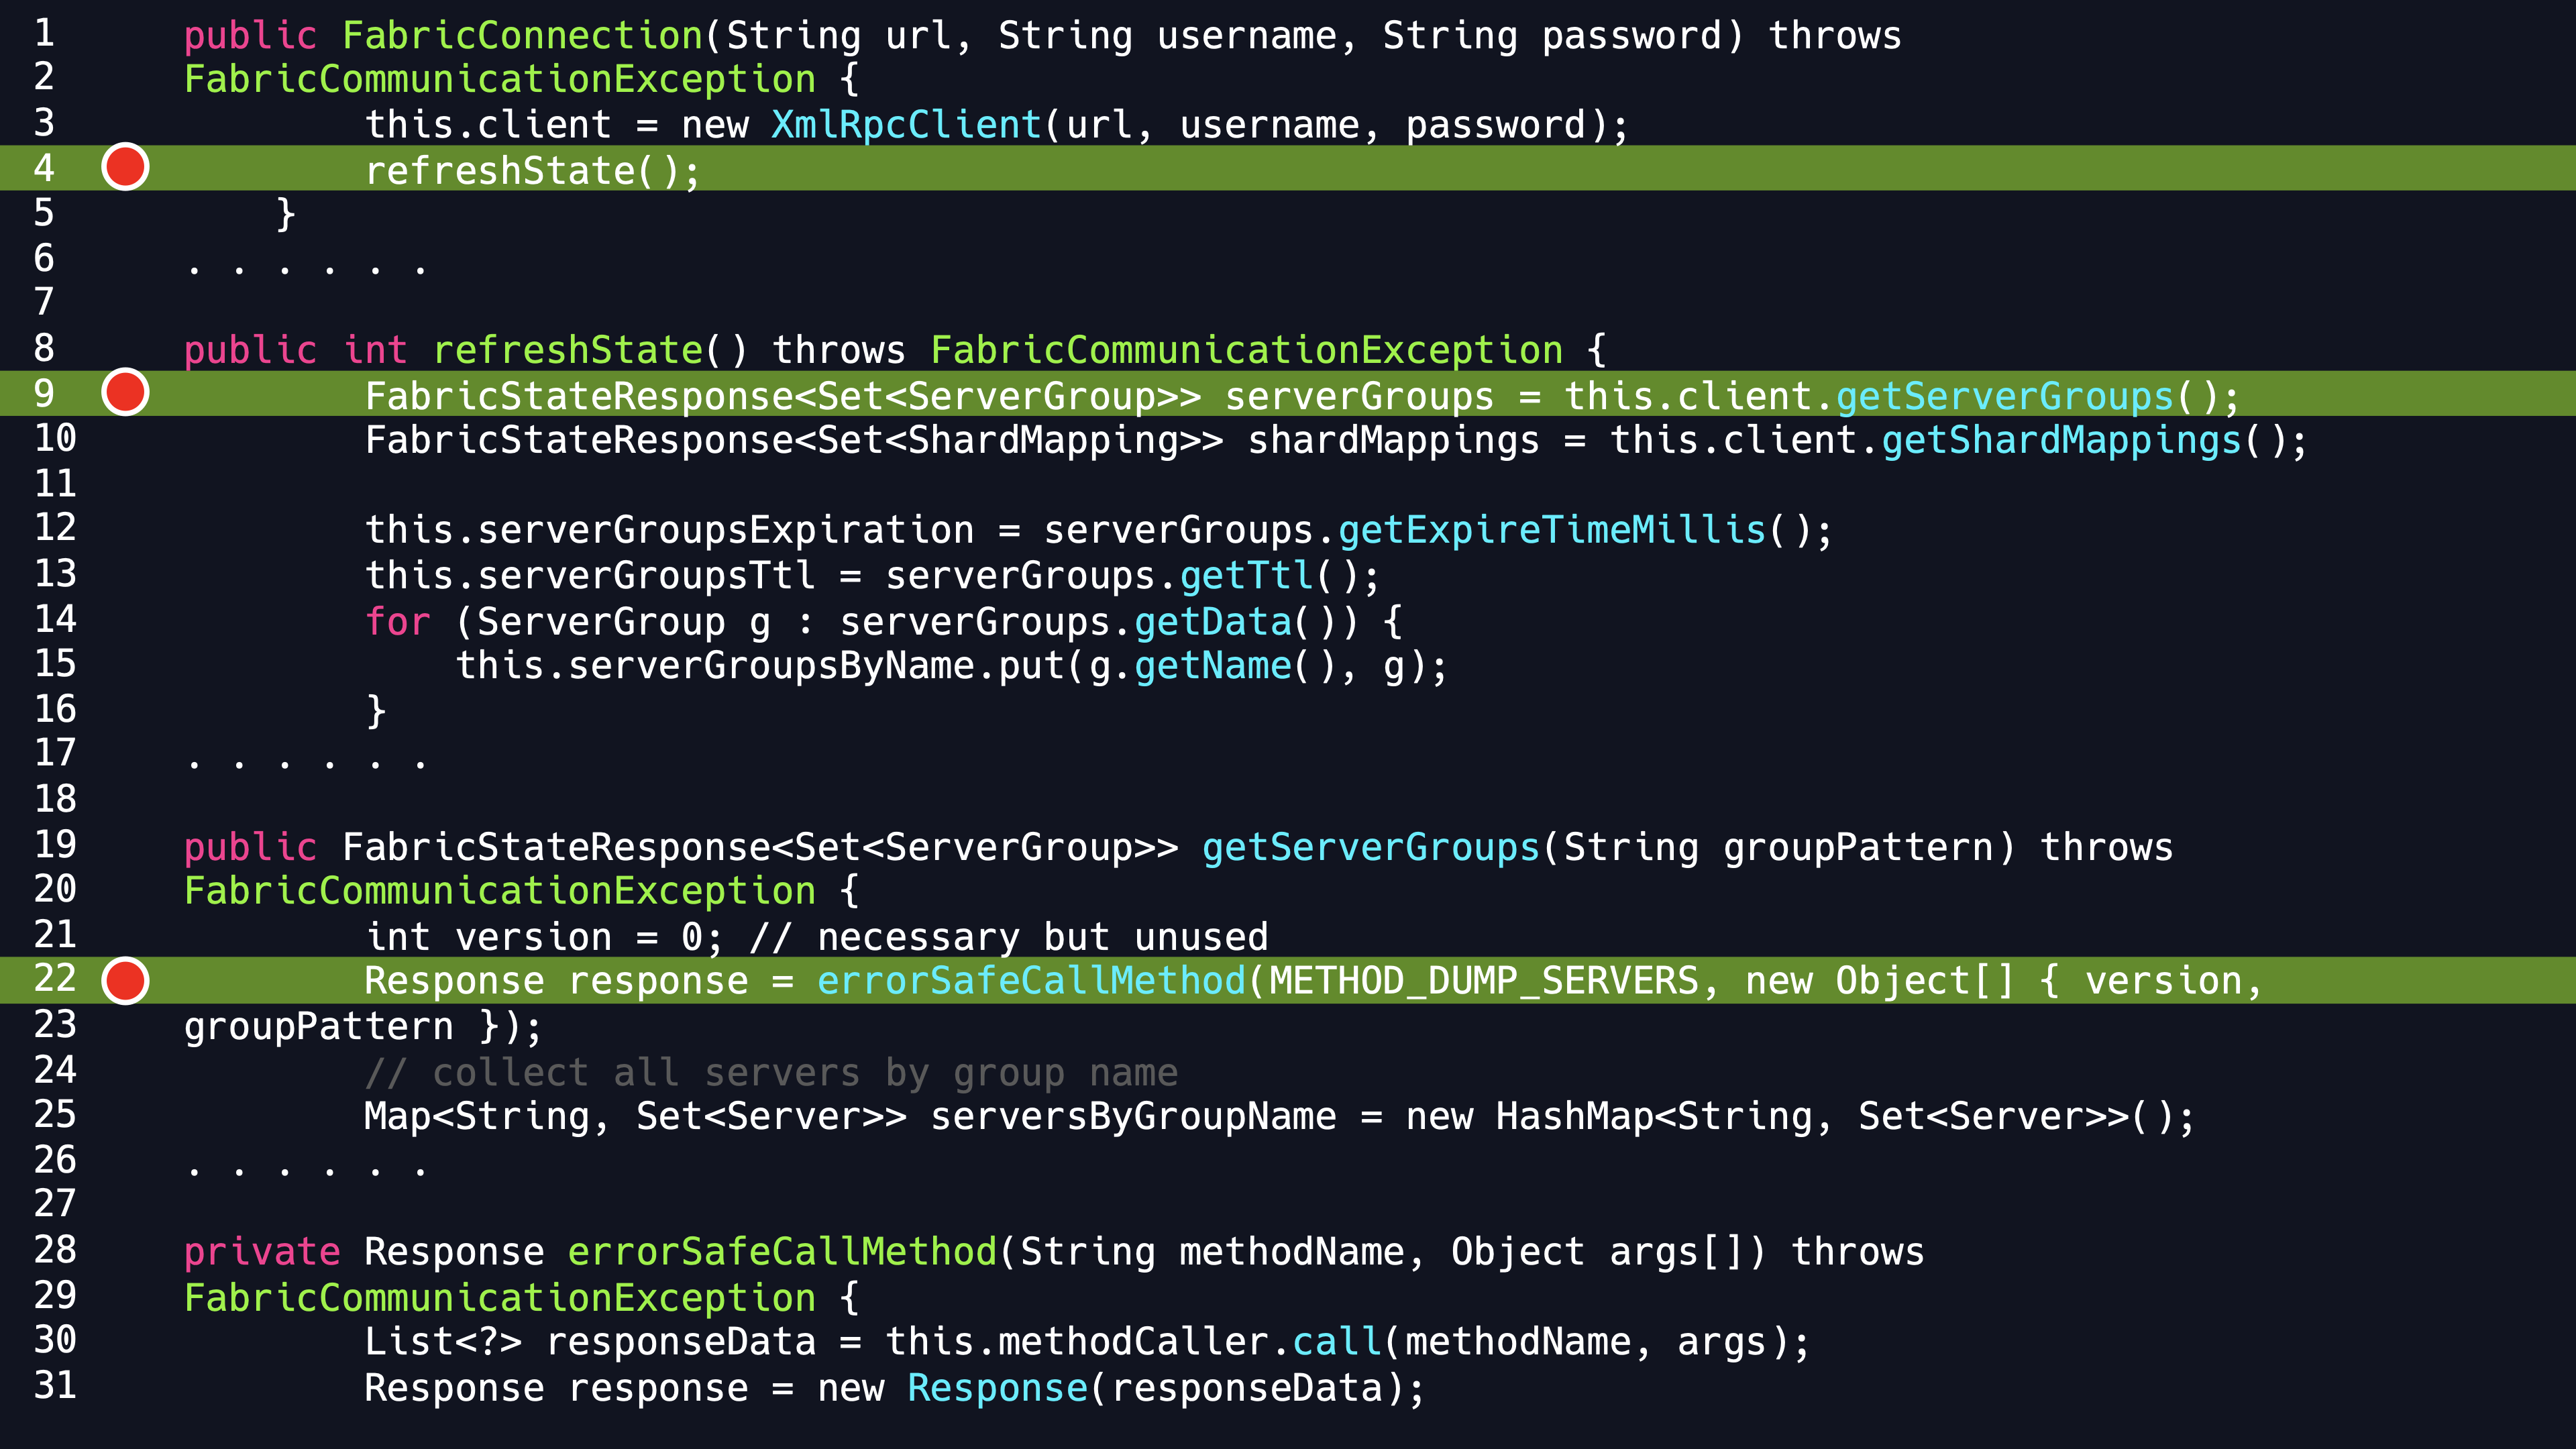 1 public FabricConnection(String url, String username, String password) throws
2 FabricCommunicationException {
3 this.client = new XmlRpcClient(url, username, password);
4 refreshState();
5 }
6 . . . . . .
7
8 public int refreshState() throws FabricCommunicationException {
9 FabricStateResponse<Set<ServerGroup>> serverGroups = this.client.getServerGroups();
10 FabricStateResponse<Set<ShardMapping>> shardMappings = this.client.getShardMappings();
11
12 this.serverGroupsExpiration = serverGroups.getExpireTimeMillis();
13 this.serverGroupsTtl = serverGroups.getTtl();
14 for (ServerGroup g : serverGroups.getData()) {
15 this.serverGroupsByName.put(g.getName(), g);
16 }
17 . . . . . .
18
19 public FabricStateResponse<Set<ServerGroup>> getServerGroups(String groupPattern) throws
20 FabricCommunicationException {
21 int version = 0; // necessary but unused
22 Response response = errorSafeCallMethod(METHOD_DUMP_SERVERS, new Object[] { version,
23 groupPattern });
24 // collect all servers by group name
25 Map<String, Set<Server>> serversByGroupName = new HashMap<String, Set<Server>>();
26 . . . . . .
27
28 private Response errorSafeCallMethod(String methodName, Object args[]) throws
29 FabricCommunicationException {
30 List<?> responseData = this.methodCaller.call(methodName, args);
31 Response response = new Response(responseData);